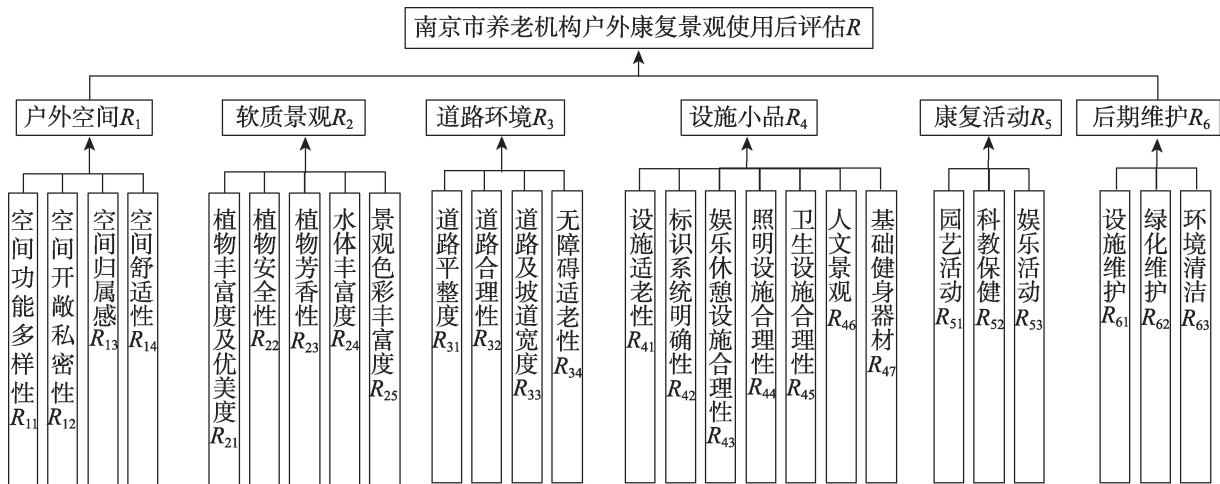 南京市养老机构户外康复景观使用后评估R
户外空间R₁
软质景观R₂
道路环境R₃
设施小品R₄
康复活动R₅
后期维护R₆
空间功能多样性R₁₁
空间开敞私密性R₁₂
空间归属感R₁₃
空间舒适性R₁₄
植物丰富度及优美度R₂₁
植物安全性R₂₂
植物芳香性R₂₃
水体丰富度R₂₄
景观色彩丰富度R₂₅
道路平整度R₃₁
道路合理性R₃₂
道路及坡道宽度R₃₃
无障碍适老性R₃₄
设施适老性R₄₁
标识系统明确性R₄₂
娱乐休憩设施合理性R₄₃
照明设施合理性R₄₄
卫生设施合理性R₄₅
人文景观R₄₆
基础健身器材R₄₇
园艺活动R₅₁
科教保健R₅₂
娱乐活动R₅₃
设施维护R₆₁
绿化维护R₆₂
环境清洁R₆₃